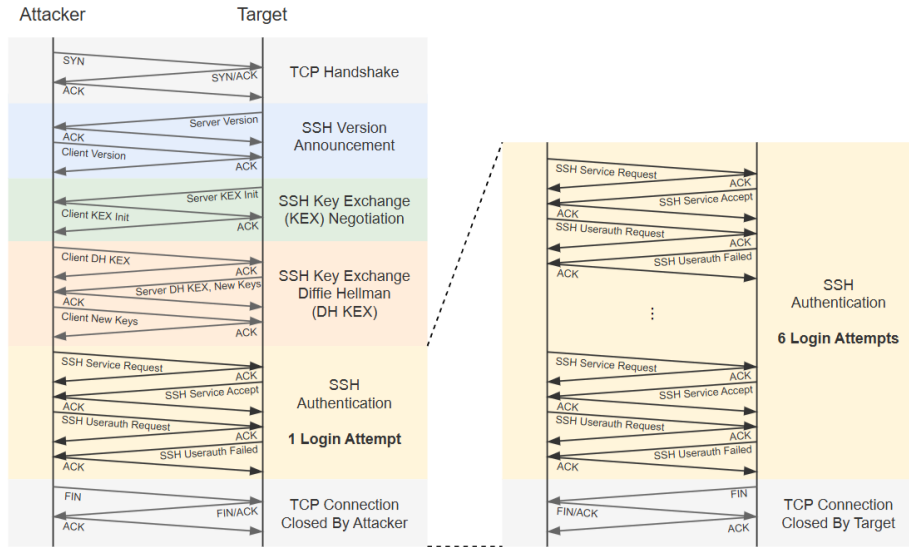 Attacker
Target
SYN
SYN/ACK
ACK
TCP Handshake
Server Version
ACK
Client Version
ACK
SSH Version
Announcement
Server KEX Init
Client KEX Init
ACK
SSH Key Exchange
(KEX) Negotiation
Client DH KEX
ACK
Server DH KEX, New Keys
ACK
Client New Keys
ACK
SSH Key Exchange
Diffie Hellman
(DH KEX)
SSH Service Request
ACK
SSH Service Accept
ACK
SSH Userauth Request
ACK
SSH Userauth Failed
ACK
SSH
Authentication
1 Login Attempt
FIN
FIN/ACK
ACK
TCP Connection
Closed By Attacker
SSH Service Request
ACK
SSH Service Accept
ACK
SSH Userauth Request
ACK
SSH Userauth Failed
ACK
⋮
SSH Service Request
ACK
SSH Service Accept
ACK
SSH Userauth Request
ACK
SSH Userauth Failed
ACK
SSH
Authentication
6 Login Attempts
FIN
FIN/ACK
ACK
TCP Connection
Closed By Target